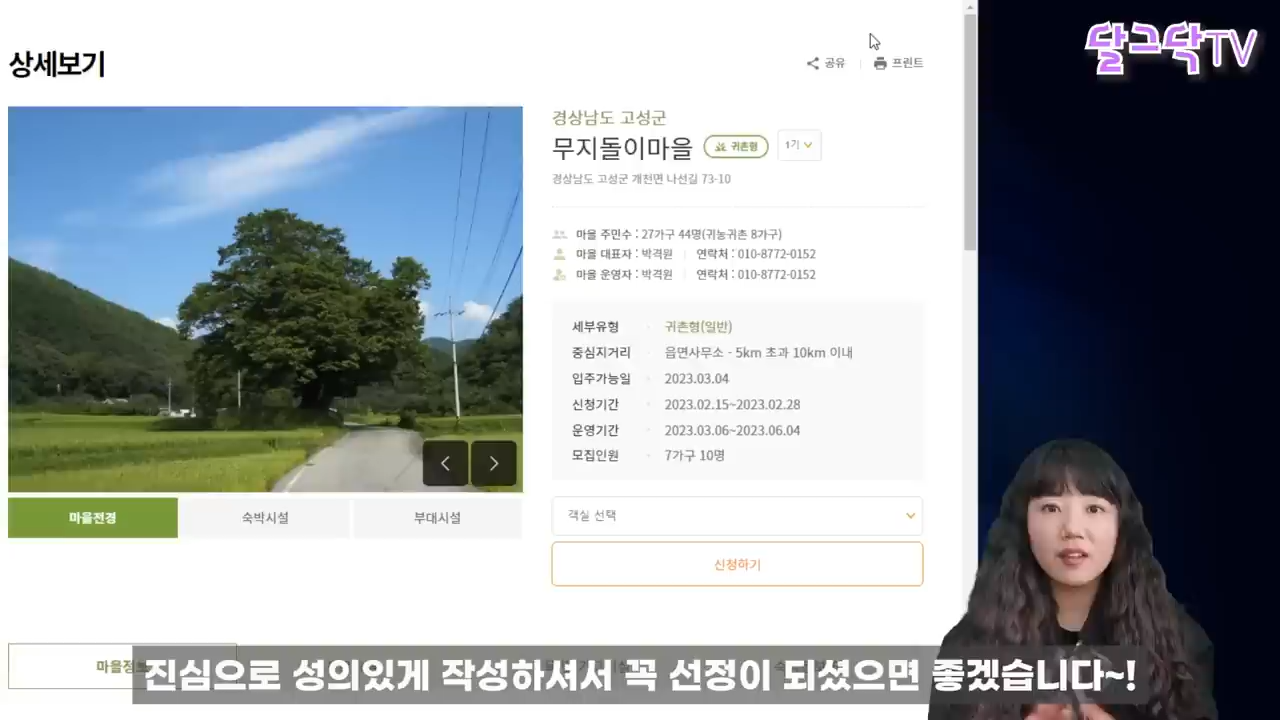 달그닥TV
상세보기
공유
프린트
경상남도 고성군
무지돌이마을 귀촌형 1기
경상남도 고성군 개천면 나선길 73-10
마을 주민수 : 27가구 44명(귀농귀촌 8가구)
마을 대표자 : 박격원 연락처 : 010-8772-0152
마을 운영자 : 박격원 연락처 : 010-8772-0152
세부유형 귀촌형(일반)
중심지거리 읍면사무소 - 5km 초과 10km 이내
입주가능일 2023.03.04
신청기간 2023.02.15~2023.02.28
운영기간 2023.03.06~2023.06.04
모집인원 7가구 10명
마을전경 숙박시설 부대시설
객실 선택
신청하기
진심으로 성의있게 작성하셔서 꼭 선정이 되셨으면 좋겠습니다~!